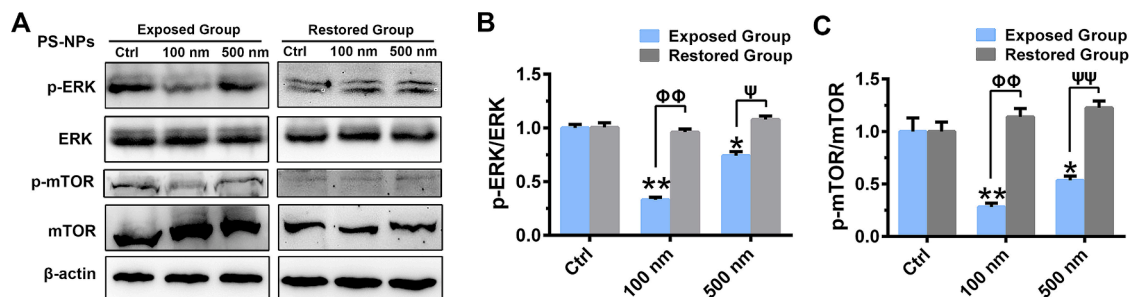 A
PS-NPs
Exposed Group
Restored Group
Ctrl 100 nm 500 nm
Ctrl 100 nm 500 nm
p-ERK
ERK
p-mTOR
mTOR
β-actin
B
Exposed Group
Restored Group
p-ERK/ERK
1.5
1.0
0.5
0.0
**
ΦΦ
*
Ψ
Ctrl
100 nm
500 nm
C
Exposed Group
Restored Group
p-mTOR/mTOR
1.5
1.0
0.5
0.0
**
ΦΦ
*
ΨΨ
Ctrl
100 nm
500 nm